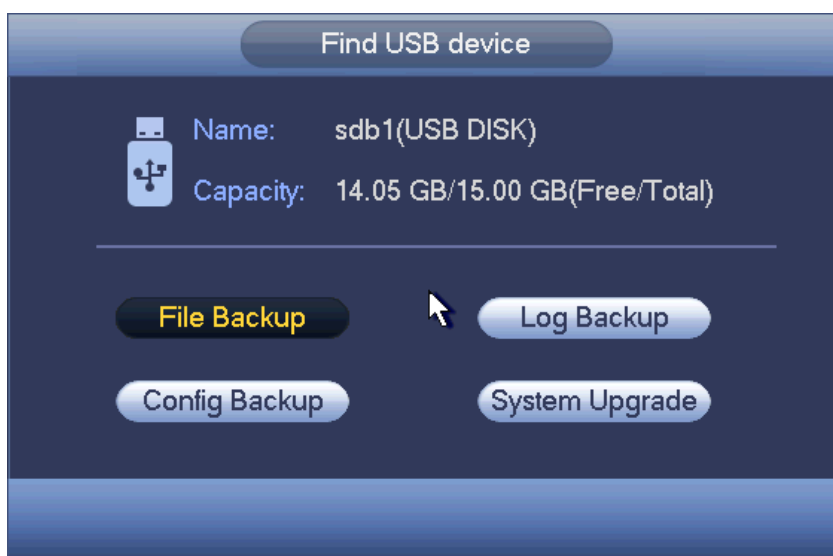 Find USB device
Name: sdb1(USB DISK)
Capacity: 14.05 GB/15.00 GB(Free/Total)
File Backup Log Backup
Config Backup System Upgrade